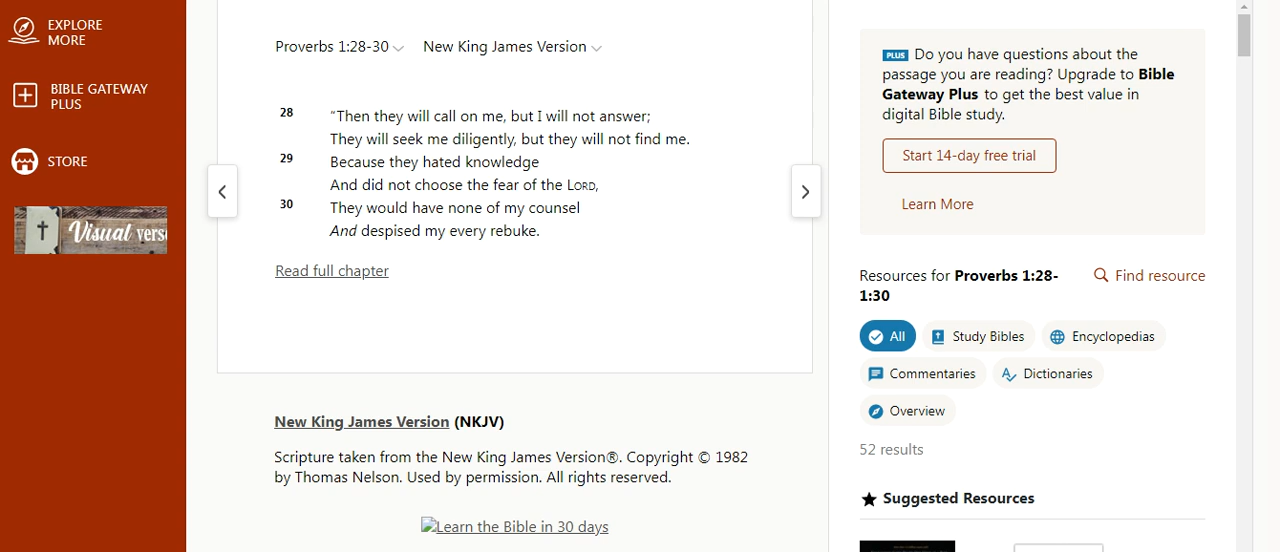 EXPLORE
MORE
BIBLE GATEWAY
PLUS
STORE
Visual vers
Proverbs 1:28-30
New King James Version
28 “Then they will call on me, but I will not answer;
They will seek me diligently, but they will not find me.
29 Because they hated knowledge
And did not choose the fear of the LORD,
30 They would have none of my counsel
And despised my every rebuke.
Read full chapter
New King James Version (NKJV)
Scripture taken from the New King James Version®. Copyright © 1982
by Thomas Nelson. Used by permission. All rights reserved.
Learn the Bible in 30 days
PLUS Do you have questions about the
passage you are reading? Upgrade to Bible
Gateway Plus to get the best value in
digital Bible study.
Start 14-day free trial
Learn More
Resources for Proverbs 1:28-
1:30
Find resource
All
Study Bibles
Encyclopedias
Commentaries
Dictionaries
Overview
52 results
Suggested Resources